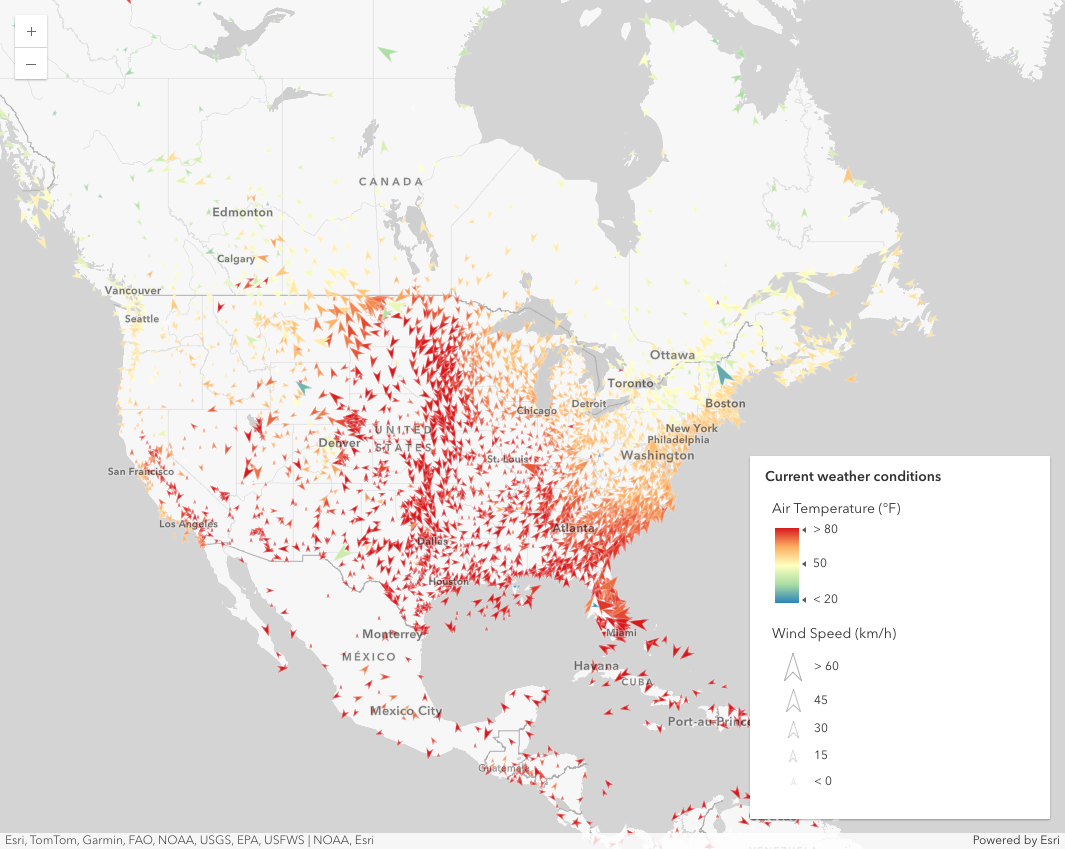 +
−
CANADA
Edmonton
Calgary
Vancouver
Seattle
Ottawa
Toronto
Boston
Chicago
Detroit
New York
Philadelphia
UNITED
STATES
Denver
St. Louis
Washington
San Francisco
Los Angeles
Atlanta
Dallas
Houston
Monterrey
Miami
MÉXICO
Havana
CUBA
Mexico City
Port-au-Prince
Guatemala
Current weather conditions
Air Temperature (°F)
> 80
50
< 20
Wind Speed (km/h)
> 60
45
30
15
< 0
Esri, TomTom, Garmin, FAO, NOAA, USGS, EPA, USFWS | NOAA, Esri
Powered by Esri